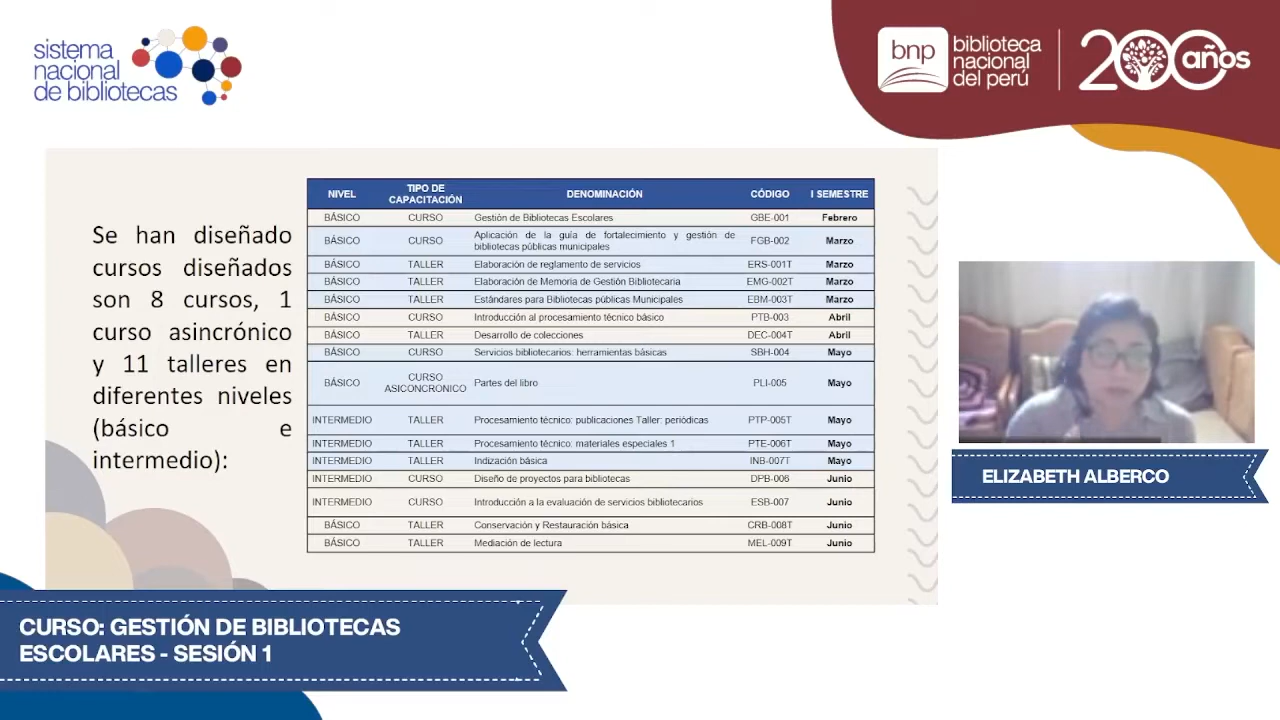 sistema
nacional
de bibliotecas
bnp
biblioteca
nacional
del perú
200 años
Se han diseñado
cursos diseñados
son 8 cursos, 1
curso asincrónico
y 11 talleres en
diferentes niveles
(básico e
intermedio):
NIVEL TIPO DE CAPACITACIÓN DENOMINACIÓN CÓDIGO I SEMESTRE
BÁSICO CURSO Gestión de Bibliotecas Escolares GBE-001 Febrero
BÁSICO CURSO Aplicación de la guía de fortalecimiento y gestión de bibliotecas públicas municipales FGB-002 Marzo
BÁSICO TALLER Elaboración de reglamento de servicios ERS-001T Marzo
BÁSICO TALLER Elaboración de Memoria de Gestión Bibliotecaria EMG-002T Marzo
BÁSICO TALLER Estándares para Bibliotecas públicas Municipales EBM-003T Marzo
BÁSICO CURSO Introducción al procesamiento técnico básico PTB-003 Abril
BÁSICO TALLER Desarrollo de colecciones DEC-004T Abril
BÁSICO CURSO Servicios bibliotecarios: herramientas básicas SBH-004 Mayo
BÁSICO CURSO ASICONCRONICO Partes del libro PLI-005 Mayo
INTERMEDIO TALLER Procesamiento técnico: publicaciones Taller: periódicas PTP-005T Mayo
INTERMEDIO TALLER Procesamiento técnico: materiales especiales 1 PTE-006T Mayo
INTERMEDIO TALLER Indización básica INB-007T Mayo
INTERMEDIO CURSO Diseño de proyectos para bibliotecas DPB-006 Junio
INTERMEDIO CURSO Introducción a la evaluación de servicios bibliotecarios ESB-007 Junio
BÁSICO TALLER Conservación y Restauración básica CRB-008T Junio
BÁSICO TALLER Mediación de lectura MEL-009T Junio
ELIZABETH ALBERCO
CURSO: GESTIÓN DE BIBLIOTECAS
ESCOLARES - SESIÓN 1